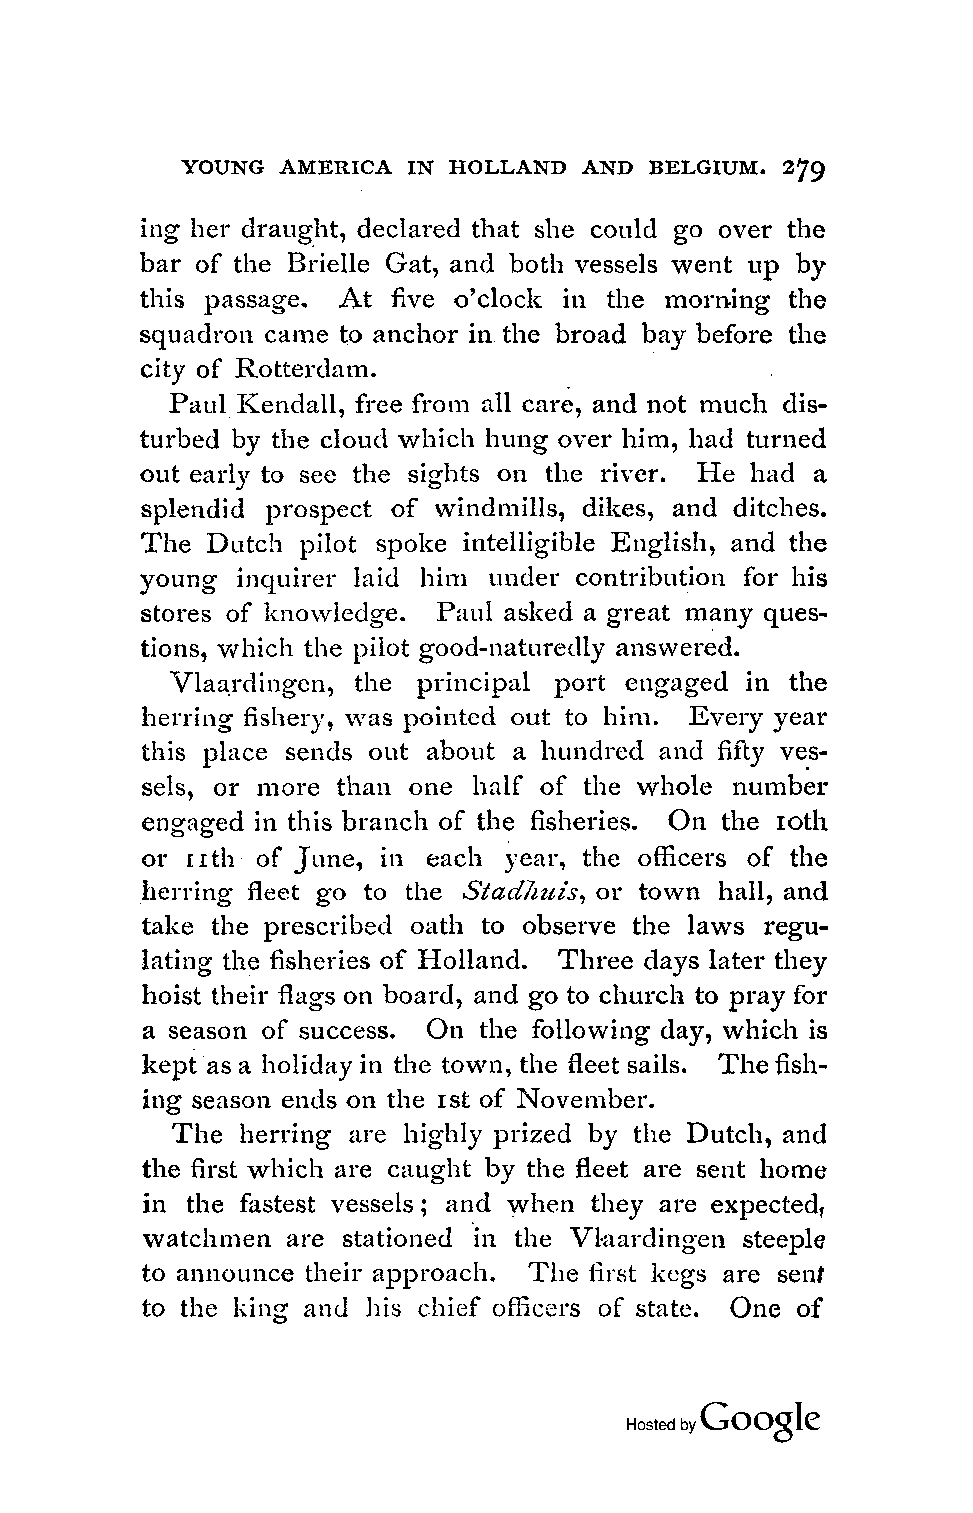 YOUNG AMERICA IN HOLLAND AND BELGIUM. 279
ing her draught, declared that she could go over the
bar of the Brielle Gat, and both vessels went up by
this passage. At five o'clock in the morning the
squadron came to anchor in the broad bay before the
city of Rotterdam.
Paul Kendall, free from all care, and not much dis-
turbed by the cloud which hung over him, had turned
out early to see the sights on the river. He had a
splendid prospect of windmills, dikes, and ditches.
The Dutch pilot spoke intelligible English, and the
young inquirer laid him under contribution for his
stores of knowledge. Paul asked a great many ques-
tions, which the pilot good-naturedly answered.
Vlaardingen, the principal port engaged in the
herring fishery, was pointed out to him. Every year
this place sends out about a hundred and fifty ves-
sels, or more than one half of the whole number
engaged in this branch of the fisheries. On the 10th
or 11th of June, in each year, the officers of the
herring fleet go to the Stadhuis, or town hall, and
take the prescribed oath to observe the laws regu-
lating the fisheries of Holland. Three days later they
hoist their flags on board, and go to church to pray for
a season of success. On the following day, which is
kept as a holiday in the town, the fleet sails. The fish-
ing season ends on the 1st of November.
The herring are highly prized by the Dutch, and
the first which are caught by the fleet are sent home
in the fastest vessels; and when they are expected,
watchmen are stationed in the Vlaardingen steeple
to announce their approach. The first kegs are sent
to the king and his chief officers of state. One of
Hosted by Google